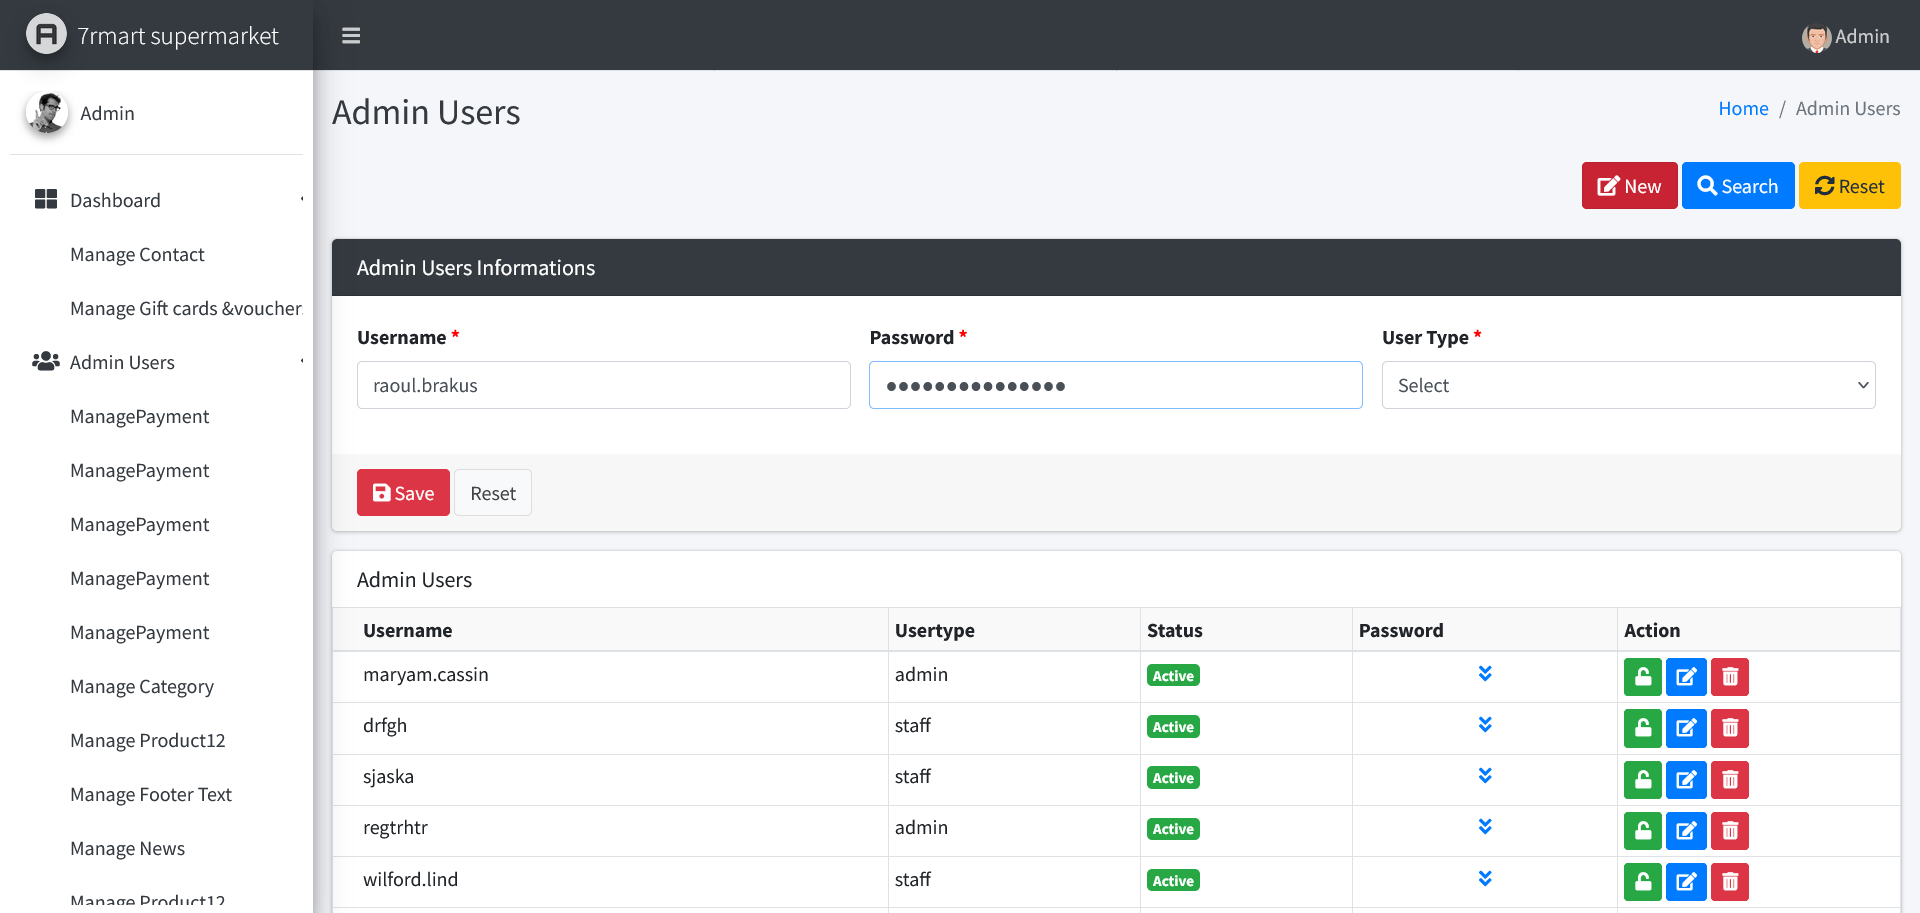 7rmart supermarket
Admin
Admin
Dashboard
Manage Contact
Manage Gift cards &voucher
Admin Users
ManagePayment
ManagePayment
ManagePayment
ManagePayment
ManagePayment
Manage Category
Manage Product12
Manage Footer Text
Manage News
Manage Product12
Admin Users
Home / Admin Users
New Search Reset
Admin Users Informations
Username * Password * User Type *
raoul.brakus ●●●●●●●●●●●●●●● Select
Save Reset
Admin Users
Username Usertype Status Password Action
maryam.cassin admin Active
drfgh staff Active
sjaska staff Active
regtrhtr admin Active
wilford.lind staff Active